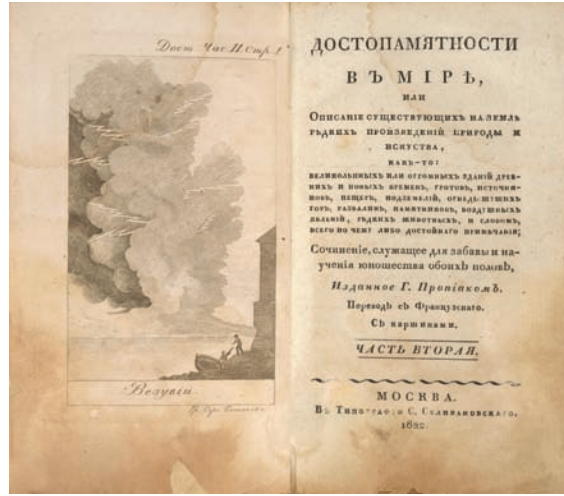 Дост Час. II. Стр. 1
Везувiй.
ДОСТОПАМЯТНОСТИ
ВЪ МIРѢ,
ИЛИ
ОПИСАНIЕ СУЩЕСТВУЮЩИХЪ НА ЗЕМЛѢ
РѢДКИХЪ ПРОИЗВЕДЕНIЙ ПРИРОДЫ И
ИСКУСТВА,
КАКЪ-ТО:
ВЕЛИКОЛѢПНЫХЪ ИЛИ ОГРОМНЫХЪ ЗДАНIЙ ДРЕВ-
НИХЪ И НОВЫХЪ ВРЕМЕНЪ, ГРОТОВЪ, ИСТОЧНИ-
КОВЪ, ПЕЩЕРЪ, ПОДЗЕМЕЛIЙ, ОГНЕДЫШУЩИХЪ
ГОРЪ, РАЗВАЛИНЪ, ПАМЯТНИКОВЪ, ВОЗДУШНЫХЪ
ЯВЛЕНIЙ, РѢДКИХЪ ЖИВОТНЫХЪ, И СЛОВОМЪ,
ВСЕГО ПО ЧЕМУ ЛИБО ДОСТОЙНАГО ПРИМѢЧАНIЯ;
Сочиненiе, служащее для забавы и на-
ученiя юношества обоихъ половъ,
Изданное Г. Пропiакомъ.
Переводъ съ Французскаго.
Съ картинами.
ЧАСТЬ ВТОРАЯ.
МОСКВА.
Въ Типографiи С. Селивановскаго.
1822.